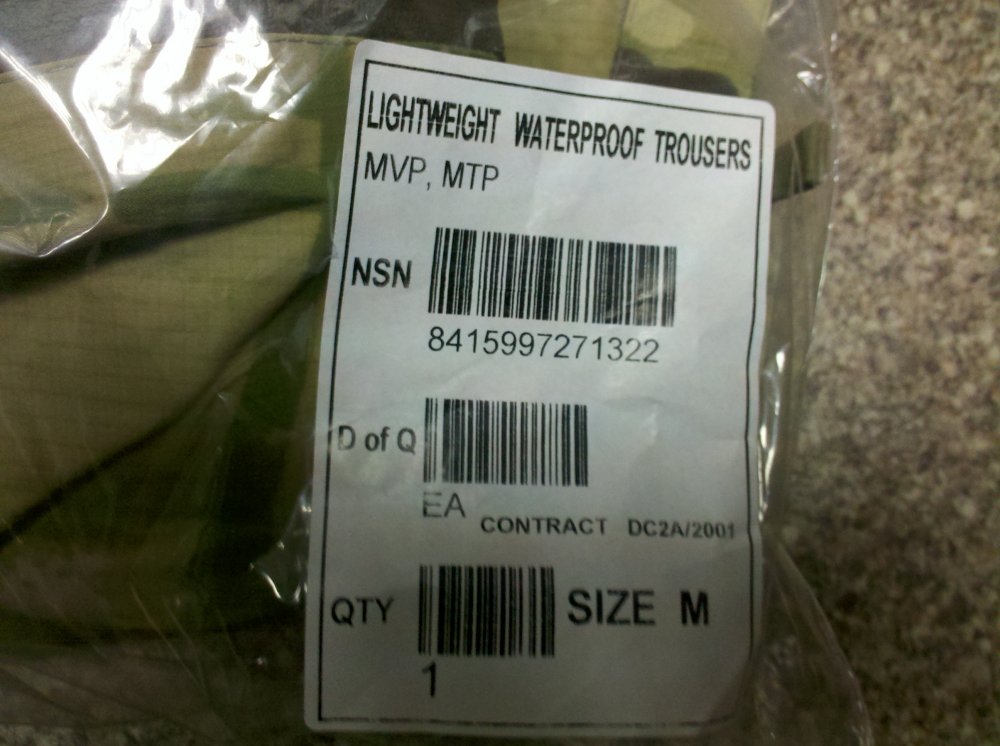 LIGHTWEIGHT WATERPROOF TROUSERS
MVP, MTP
NSN
8415997271322
D of Q
EA
CONTRACT DC2A/2001
QTY
SIZE M
1